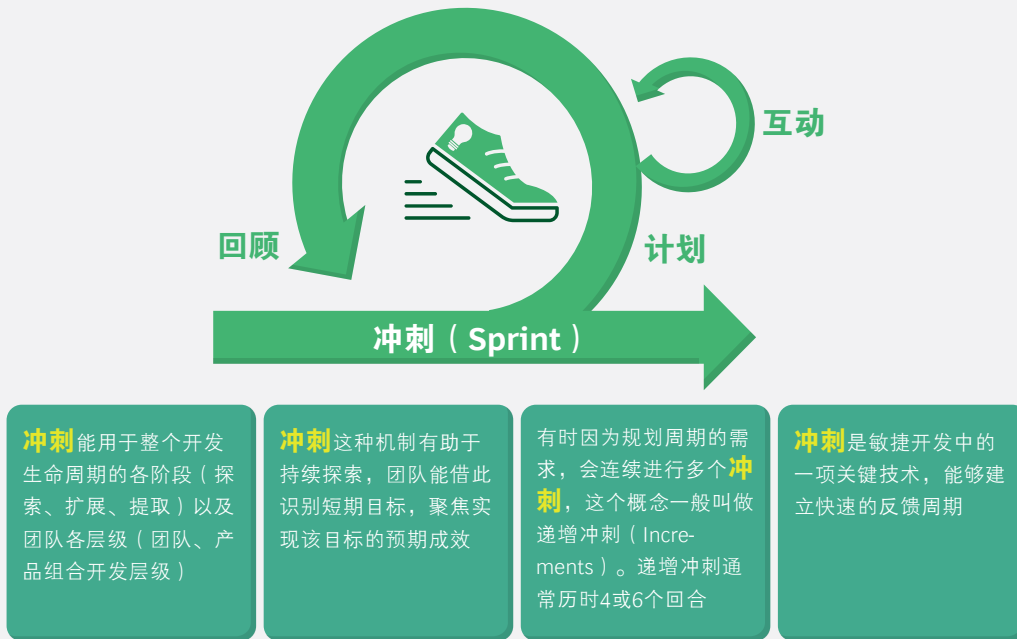 互动
回顾
计划
冲刺（Sprint）
冲刺能用于整个开发
生命周期的各阶段（探
索、扩展、提取）以及
团队各层级（团队、产
品组合开发层级）
冲刺这种机制有助于
持续探索，团队能借此
识别短期目标，聚焦实
现该目标的预期成效
有时因为规划周期的需
求，会连续进行多个冲
刺，这个概念一般叫做
递增冲刺（Incre-
ments）。递增冲刺通
常历时4或6个回合
冲刺是敏捷开发中的
一项关键技术，能够建
立快速的反馈周期